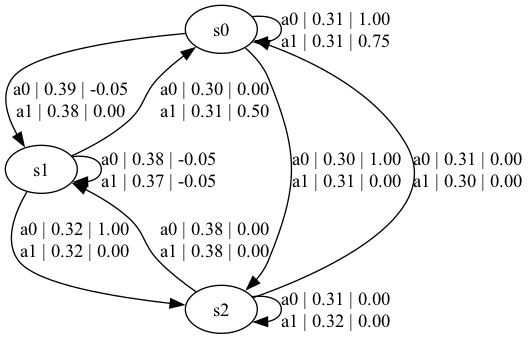 s0
a0 | 0.31 | 1.00
a1 | 0.31 | 0.75
a0 | 0.39 | -0.05
a1 | 0.38 | 0.00
a0 | 0.30 | 0.00
a1 | 0.31 | 0.50
s1
a0 | 0.38 | -0.05
a1 | 0.37 | -0.05
a0 | 0.30 | 1.00
a1 | 0.31 | 0.00
a0 | 0.31 | 0.00
a1 | 0.30 | 0.00
a0 | 0.32 | 1.00
a1 | 0.32 | 0.00
a0 | 0.38 | 0.00
a1 | 0.38 | 0.00
s2
a0 | 0.31 | 0.00
a1 | 0.32 | 0.00